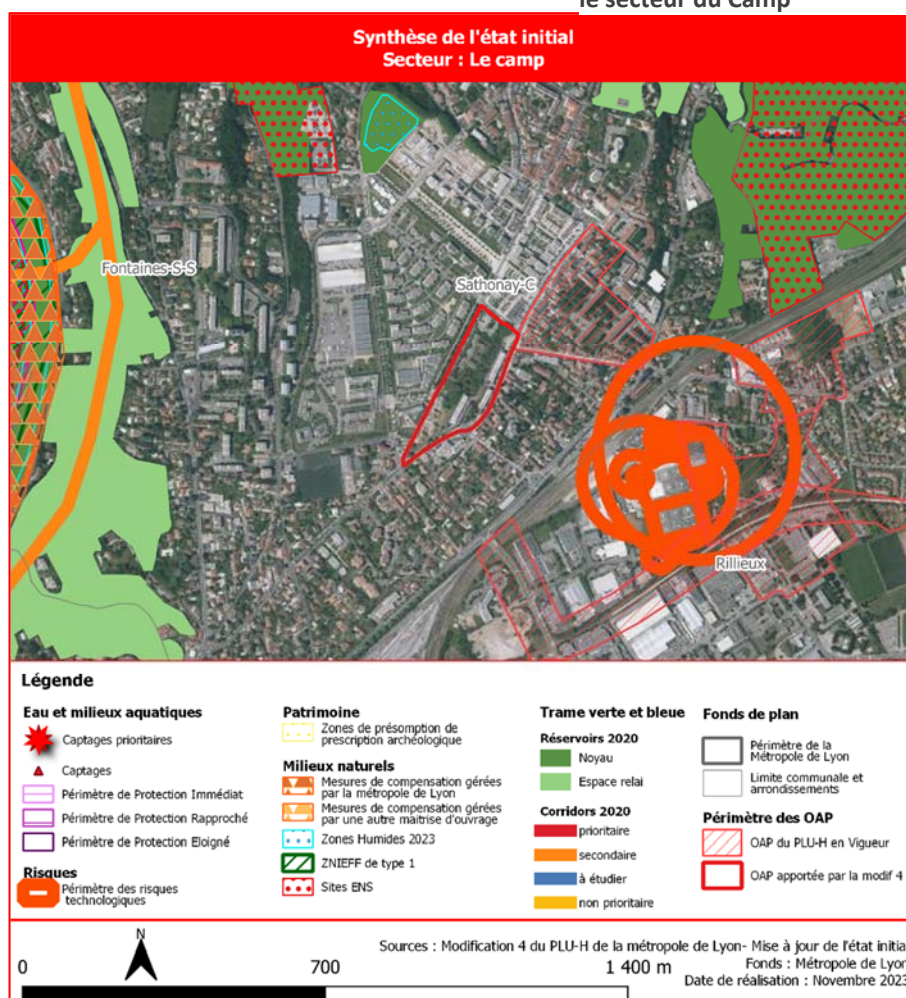 le secteur du Camp
Synthèse de l'état initial
Secteur : Le camp
Fontaines-S-S
Sathonay-C
Rillieux
Légende
Eau et milieux aquatiques
Captages prioritaires
Captages
Périmètre de Protection Immédiat
Périmètre de Protection Rapproché
Périmètre de Protection Eloigné
Risques
Périmètre des risques
technologiques
Patrimoine
Zones de présomption de
prescription archéologique
Milieux naturels
Mesures de compensation gérées
par la métropole de Lyon
Mesures de compensation gérées
par une autre maitrise d'ouvrage
Zones Humides 2023
ZNIEFF de type 1
Sites ENS
Trame verte et bleue
Réservoirs 2020
Noyau
Espace relai
Corridors 2020
prioritaire
secondaire
à étudier
non prioritaire
Fonds de plan
Périmètre de la
Métropole de Lyon
Limite communale et
arrondissements
Périmètre des OAP
OAP du PLU-H en Vigueur
OAP apportée par la modif 4
N
0 700 1 400 m
Sources : Modification 4 du PLU-H de la métropole de Lyon- Mise à jour de l'état initial
Fonds : Métropole de Lyon
Date de réalisation : Novembre 2023